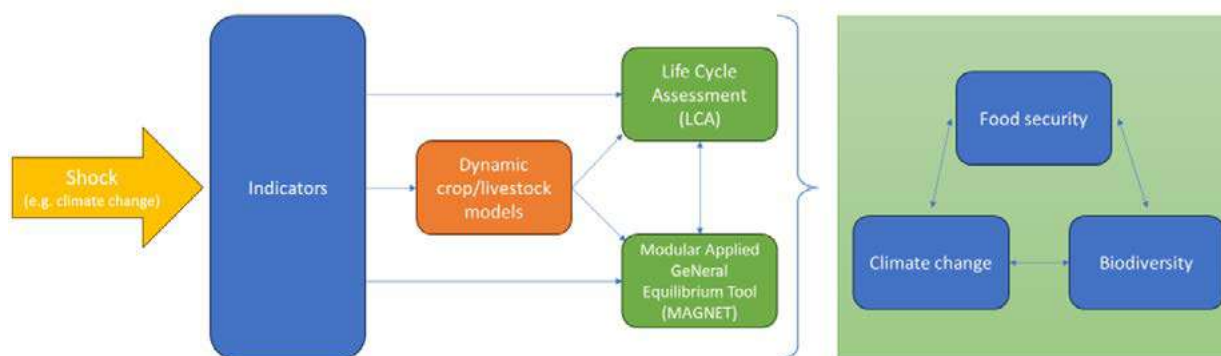 Shock
(e.g. climate change)
Indicators
Dynamic
crop/livestock
models
Life Cycle
Assessment
(LCA)
Modular Applied
GeNeral
Equilibrium Tool
(MAGNET)
Food security
Climate change
Biodiversity